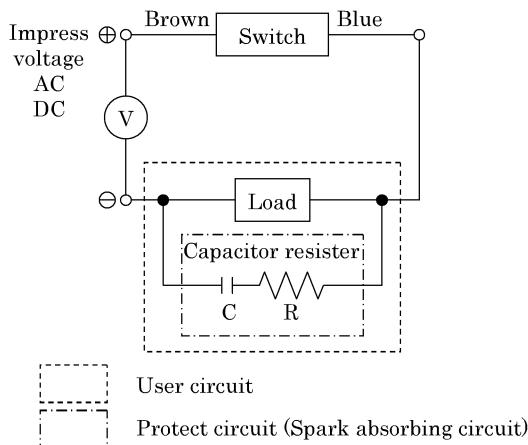 Impress
voltage
AC
DC
⊕
Brown
Switch
Blue
V
⊖
Load
Capacitor resister
C
R
User circuit
Protect circuit (Spark absorbing circuit)